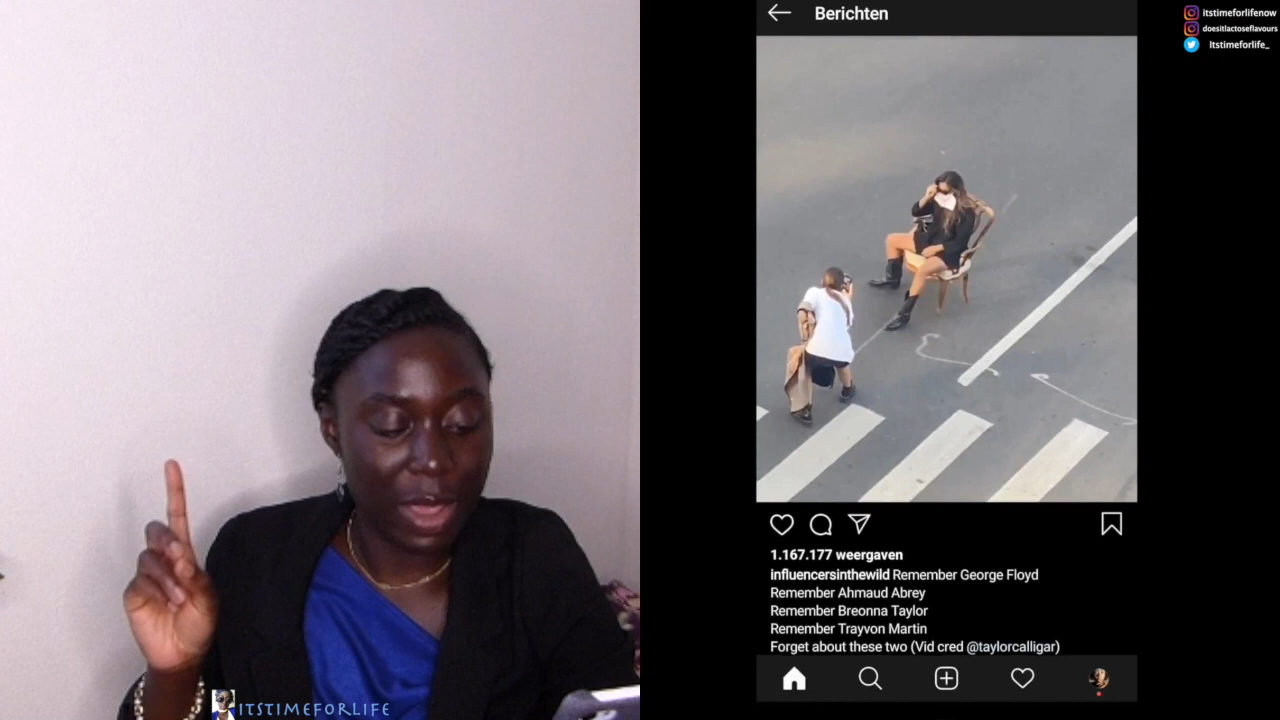 Berichten
itstimeforlifenow
doesitlactoseflavours
Itstimeforlife_
1.167.177 weergaven
influencersinthewild Remember George Floyd
Remember Ahmaud Abrey
Remember Breonna Taylor
Remember Trayvon Martin
Forget about these two (Vid cred @taylorcalligar)
ITSTIMEFORLIFE